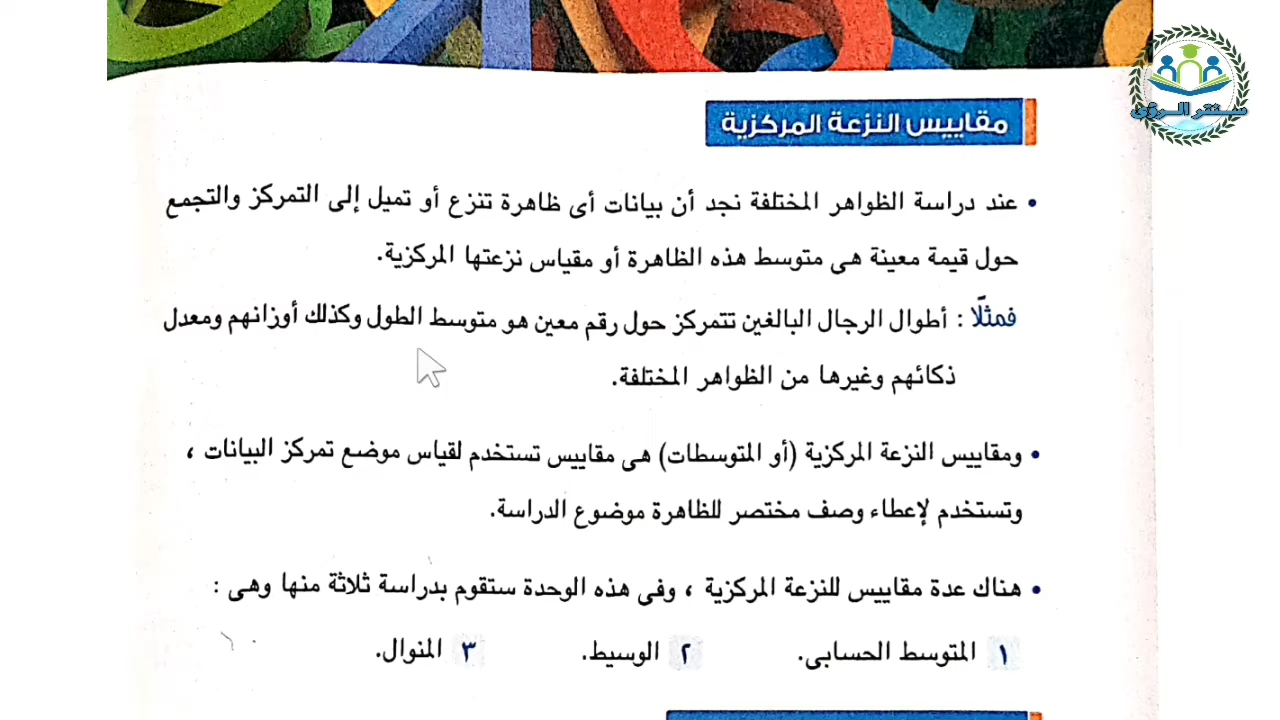 سنتر الرؤى
مقاييس النزعة المركزية
• عند دراسة الظواهر المختلفة نجد أن بيانات أى ظاهرة تنزع أو تميل إلى التمركز والتجمع
حول قيمة معينة هى متوسط هذه الظاهرة أو مقياس نزعتها المركزية.
فمثلًا : أطوال الرجال البالغين تتمركز حول رقم معين هو متوسط الطول وكذلك أوزانهم ومعدل
ذكائهم وغيرها من الظواهر المختلفة.
• ومقاييس النزعة المركزية (أو المتوسطات) هى مقاييس تستخدم لقياس موضع تمركز البيانات ،
وتستخدم لإعطاء وصف مختصر للظاهرة موضوع الدراسة.
• هناك عدة مقاييس للنزعة المركزية ، وفى هذه الوحدة ستقوم بدراسة ثلاثة منها وهى :
١ المتوسط الحسابى. ٢ الوسيط. ٣ المنوال.